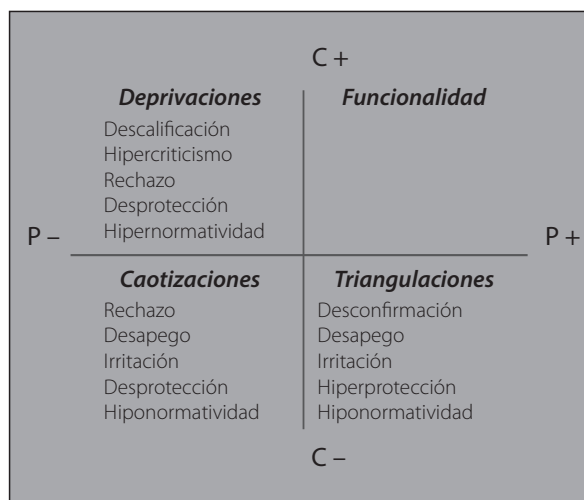 C +
Deprivaciones
Descalificación
Hipercriticismo
Rechazo
Desprotección
Hipernormatividad
Funcionalidad
P –
P +
Caotizaciones
Rechazo
Desapego
Irritación
Desprotección
Hiponormatividad
Triangulaciones
Desconfirmación
Desapego
Irritación
Hiperprotección
Hiponormatividad
C –